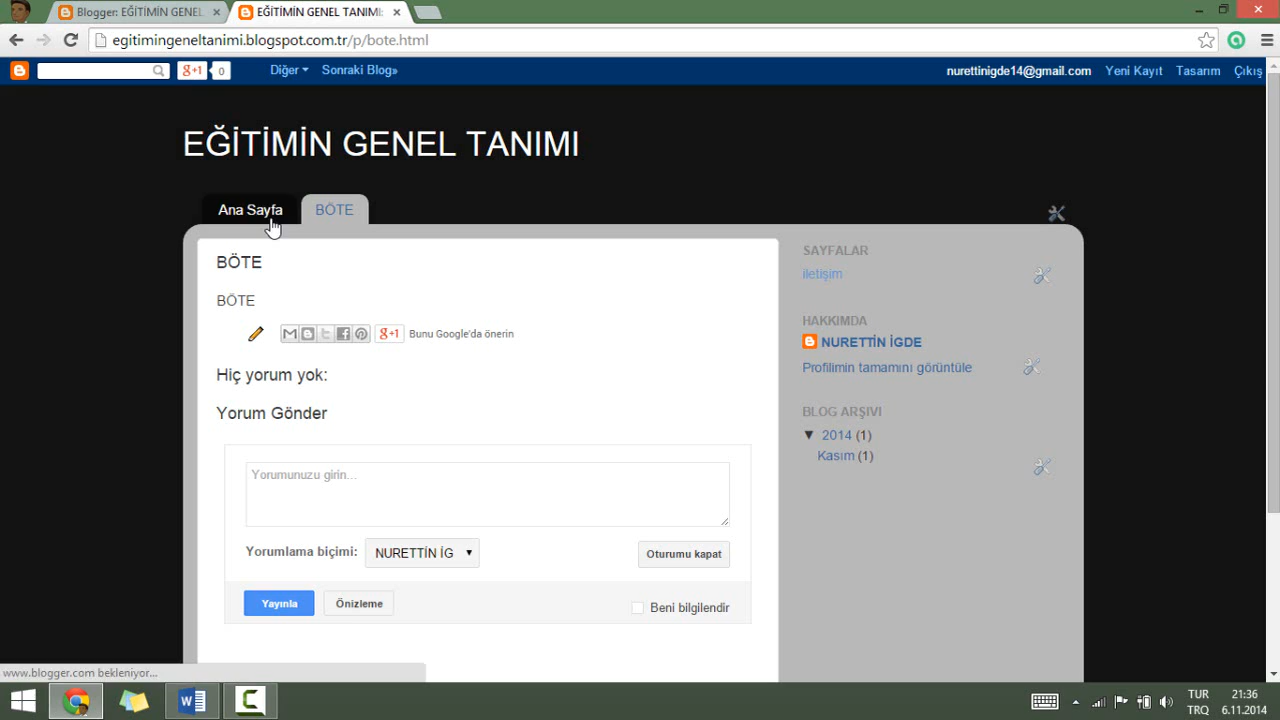 Blogger: EĞİTİMİN GENEL
EĞİTİMİN GENEL TANIMI:
egitimingeneltanimi.blogspot.com.tr/p/bote.html
g+1 0 Diğer Sonraki Blog» nurettinigde14@gmail.com Yeni Kayıt Tasarım Çıkış
EĞİTİMİN GENEL TANIMI
Ana Sayfa BÖTE
BÖTE
BÖTE
g+1 Bunu Google'da önerin
Hiç yorum yok:
Yorum Gönder
Yorumunuzu girin...
Yorumlama biçimi: NURETTİN İG Oturumu kapat
Yayınla Önizleme Beni bilgilendir
SAYFALAR
iletişim
HAKKIMDA
NURETTİN İGDE
Profilimin tamamını görüntüle
BLOG ARŞIVI
▼ 2014 (1)
Kasım (1)
www.blogger.com bekleniyor...
TUR 21:36
TRQ 6.11.2014